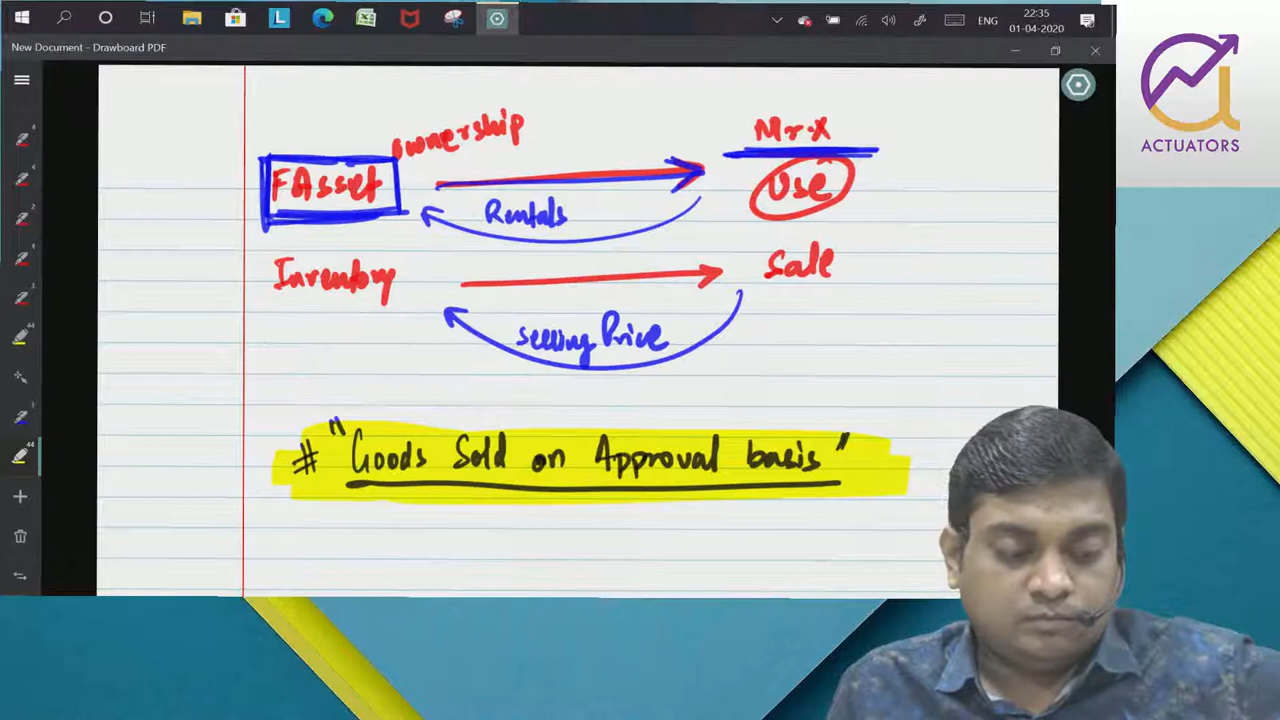 22:35
ENG
01-04-2020
New Document - Drawboard PDF
ownership
Mr.X
FAsset
Use
Rentals
Inventory
Sale
Selling Price
# "Goods Sold on Approval basis"
ACTUATORS